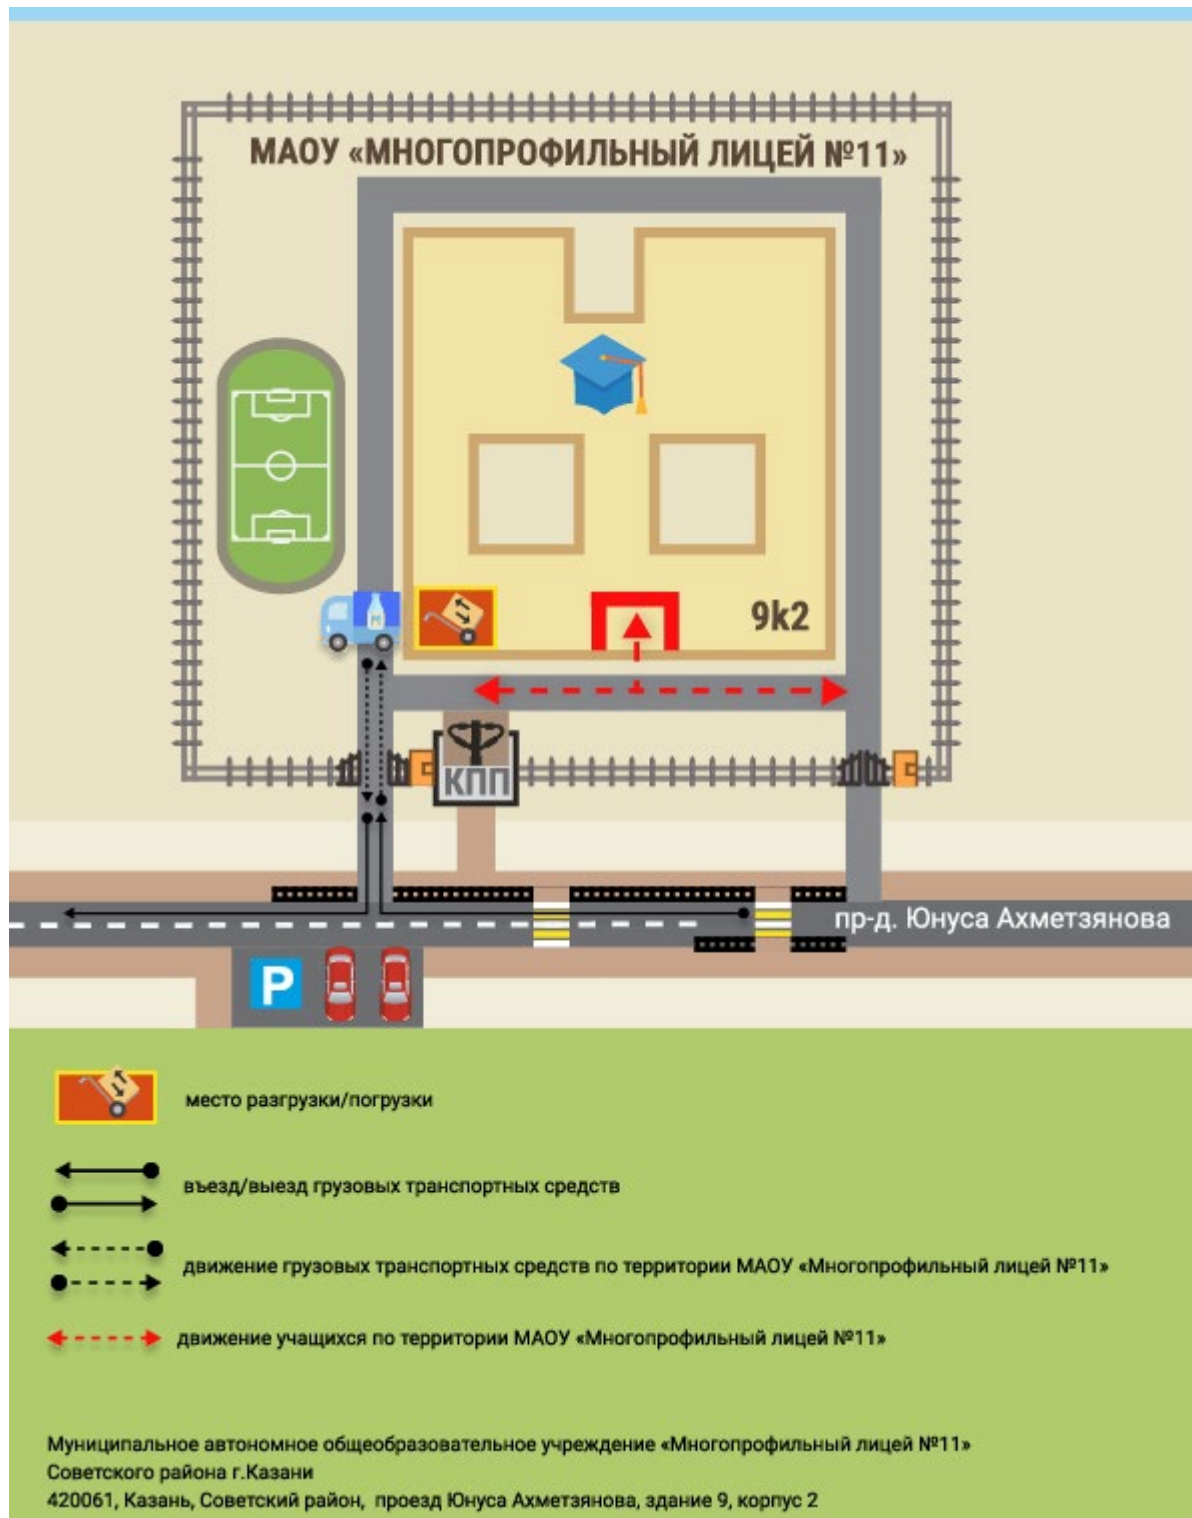 МАОУ «МНОГОПРОФИЛЬНЫЙ ЛИЦЕЙ №11»
М
9k2
КПП
пр-д. Юнуса Ахметзянова
P
место разгрузки/погрузки
въезд/выезд грузовых транспортных средств
движение грузовых транспортных средств по территории МАОУ «Многопрофильный лицей №11»
движение учащихся по территории МАОУ «Многопрофильный лицей №11»
Муниципальное автономное общеобразовательное учреждение «Многопрофильный лицей №11»
Советского района г.Казани
420061, Казань, Советский район, проезд Юнуса Ахметзянова, здание 9, корпус 2